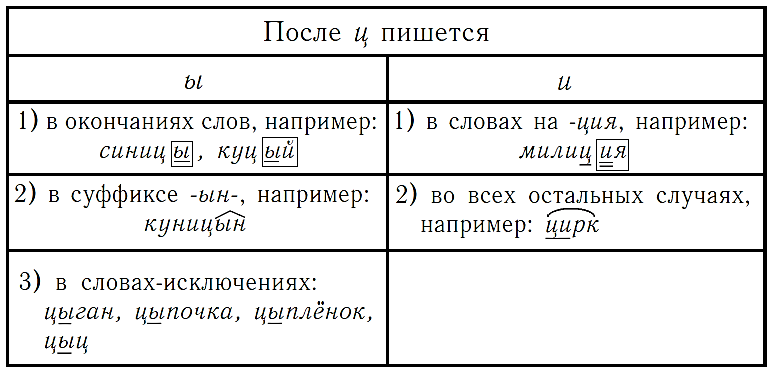 После ц пишется
ы
и
1) в окончаниях слов, например:
синицы, куцый
1) в словах на -ция, например:
милиция
2) в суффиксе -ын-, например:
куницын
2) во всех остальных случаях,
например: цирк
3) в словах-исключениях:
цыган, цыпочка, цыплёнок,
цыц